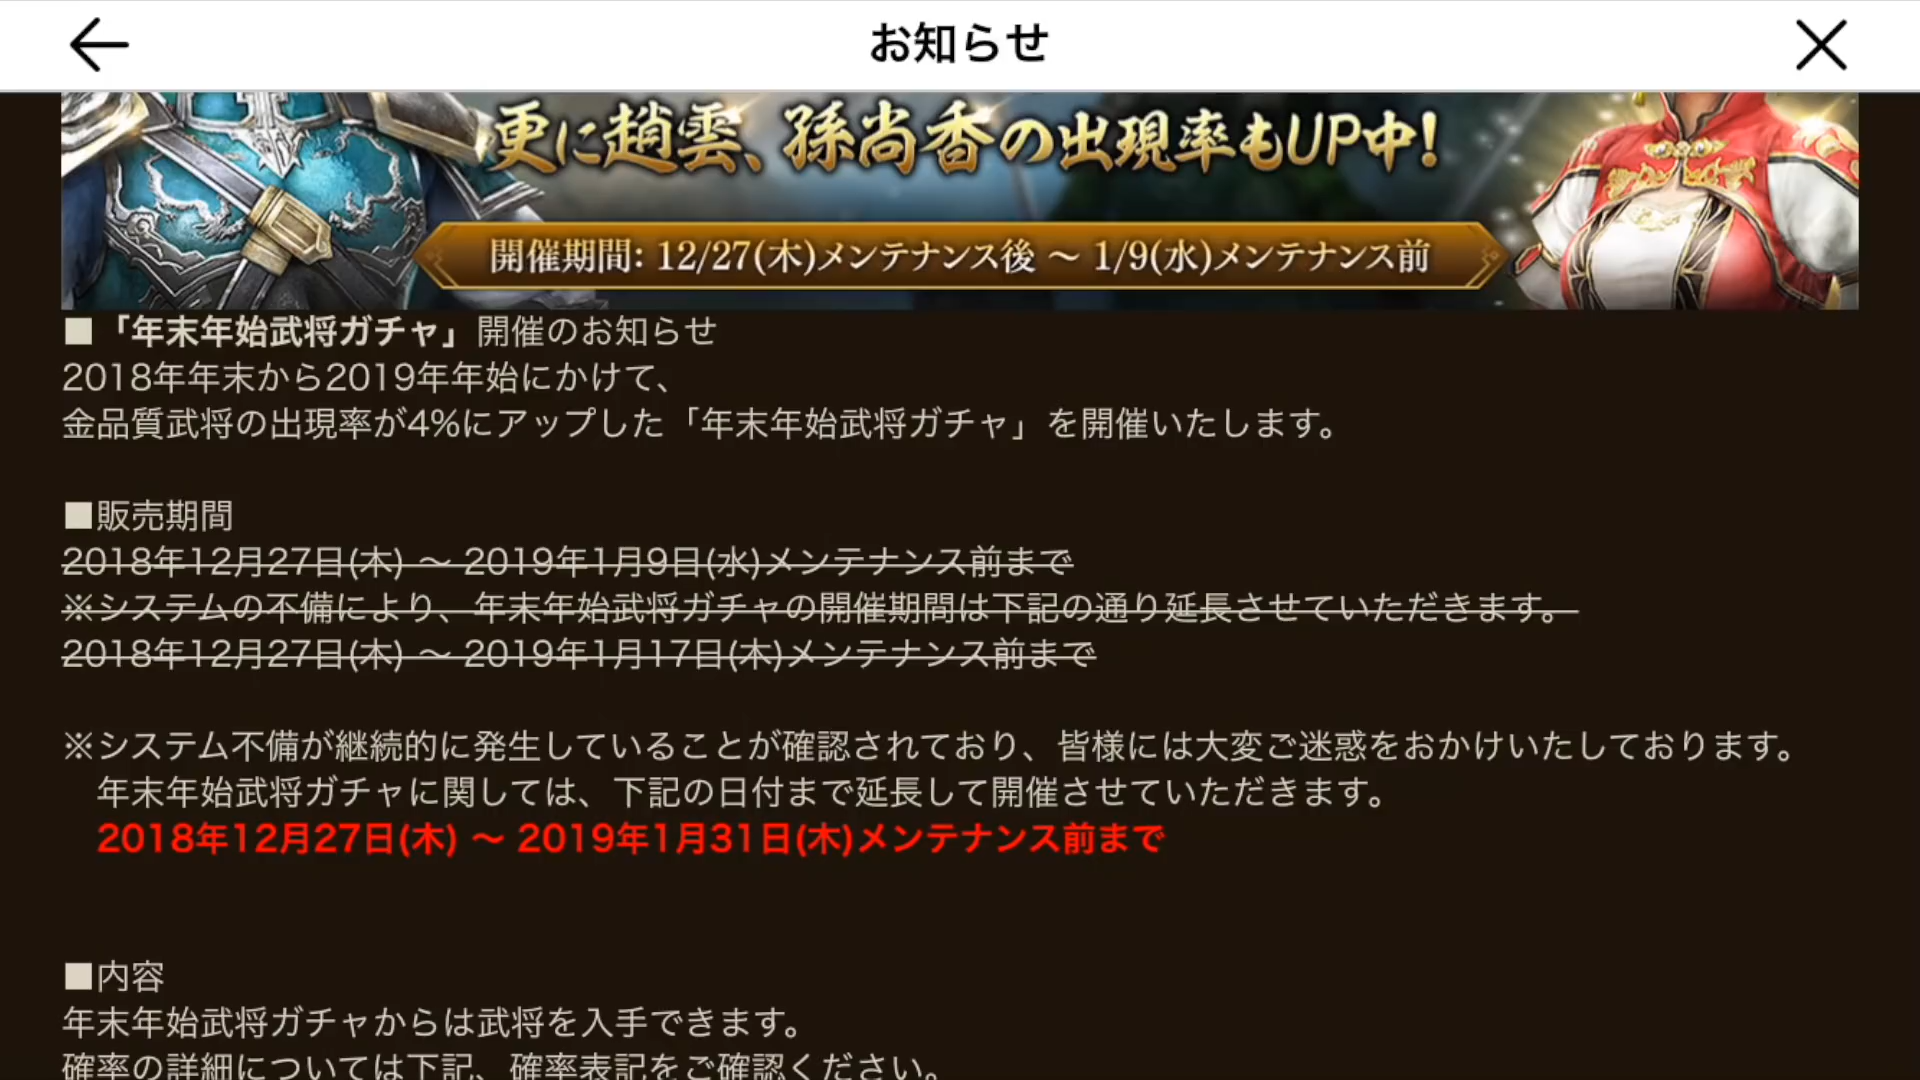 お知らせ
更に趙雲、孫尚香の出現率もUP中!
開催期間: 12/27(木)メンテナンス後 ～ 1/9(水)メンテナンス前
■「年末年始武将ガチャ」開催のお知らせ
2018年年末から2019年年始にかけて、
金品質武将の出現率が4%にアップした「年末年始武将ガチャ」を開催いたします。
■販売期間
2018年12月27日(木) ～ 2019年1月9日(水)メンテナンス前まで
※システムの不備により、年末年始武将ガチャの開催期間は下記の通り延長させていただきます。
2018年12月27日(木) ～ 2019年1月17日(木)メンテナンス前まで
※システム不備が継続的に発生していることが確認されており、皆様には大変ご迷惑をおかけいたしております。
年末年始武将ガチャに関しては、下記の日付まで延長して開催させていただきます。
2018年12月27日(木) ～ 2019年1月31日(木)メンテナンス前まで
■内容
年末年始武将ガチャからは武将を入手できます。
確率の詳細については下記、確率表記をご確認ください。